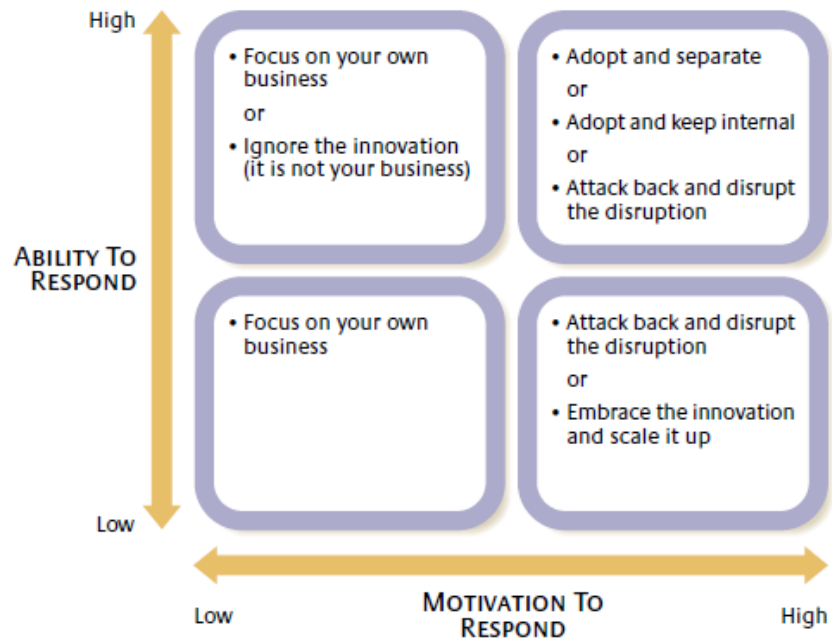 High
• Focus on your own
business
or
• Ignore the innovation
(it is not your business)
• Adopt and separate
or
• Adopt and keep internal
or
• Attack back and disrupt
the disruption
ABILITY TO
RESPOND
• Focus on your own
business
• Attack back and disrupt
the disruption
or
• Embrace the innovation
and scale it up
Low
Low
MOTIVATION TO
RESPOND
High